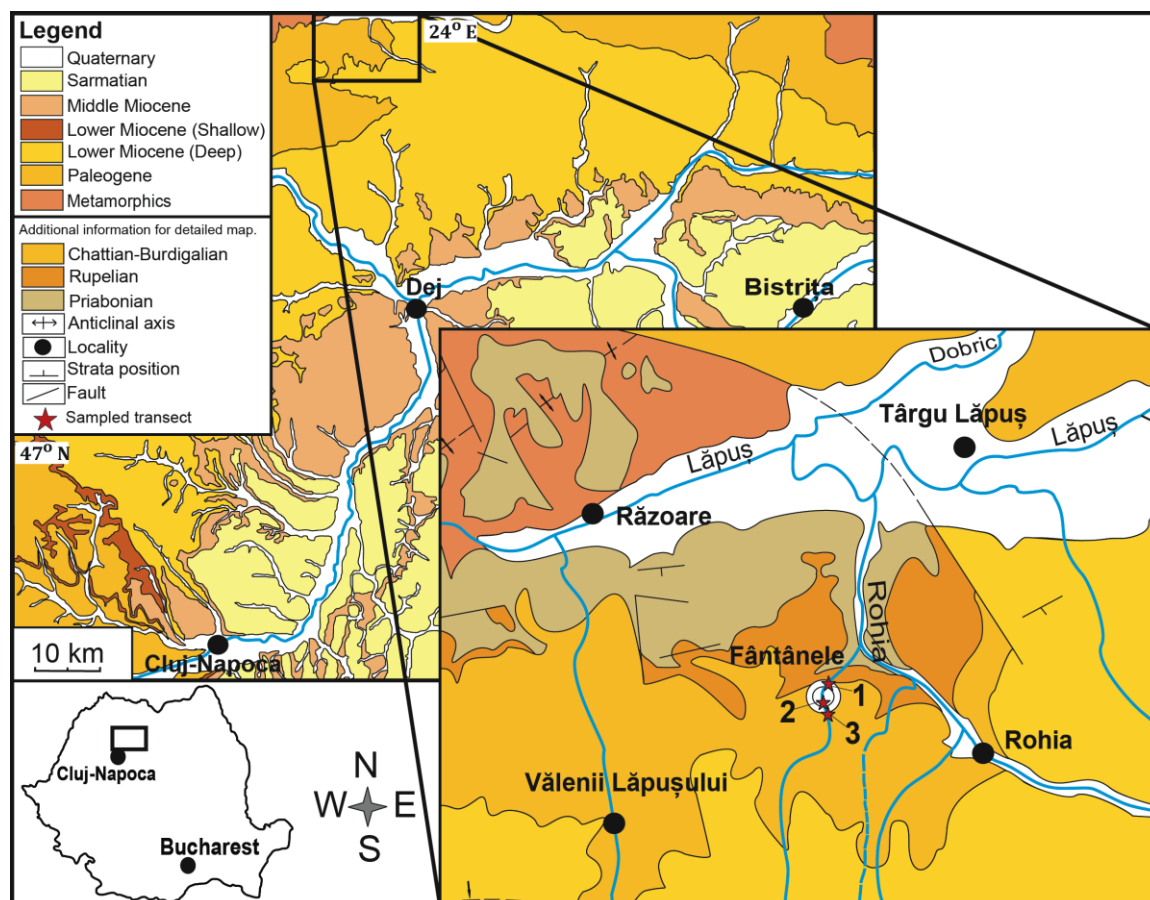 Legend
Quaternary
Sarmatian
Middle Miocene
Lower Miocene (Shallow)
Lower Miocene (Deep)
Paleogene
Metamorphics
Additional information for detailed map.
Chattian-Burdigalian
Rupelian
Priabonian
Anticlinal axis
Locality
Strata position
Fault
Sampled transect
24° E
47° N
Dej
Bistrița
Cluj-Napoca
10 km
Cluj-Napoca
Bucharest
N
W E
S
Dobric
Târgu Lăpuș
Lăpuș
Lăpuș
Răzoare
Rohia
Fântânele
1
2
3
Rohia
Vălenii Lăpușului